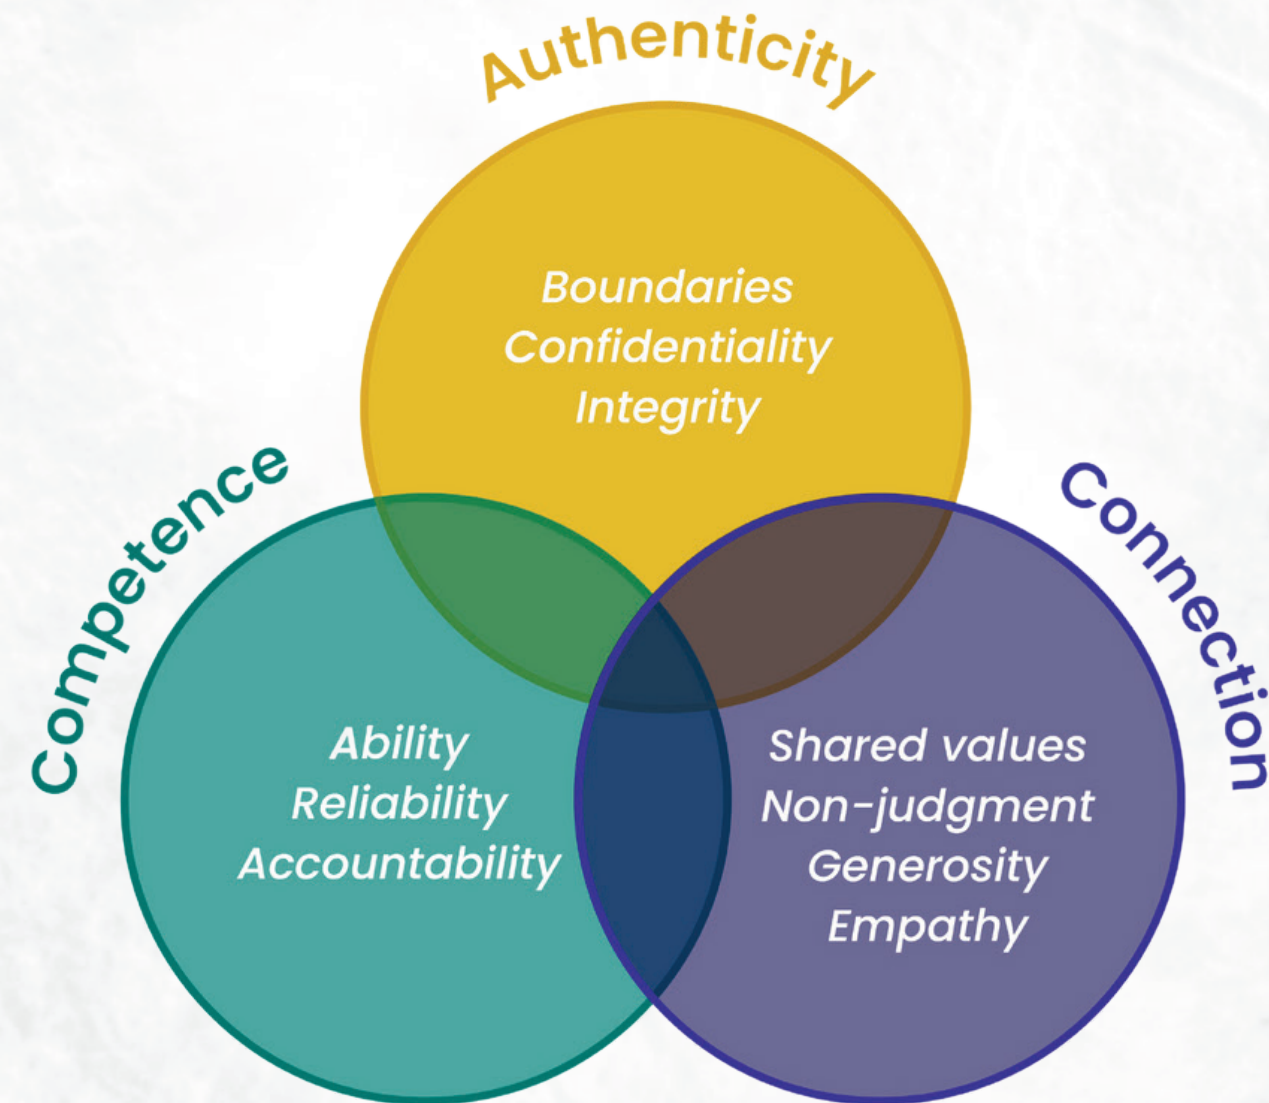 Authenticity
Boundaries
Confidentiality
Integrity
Competence
Ability
Reliability
Accountability
Connection
Shared values
Non-judgment
Generosity
Empathy